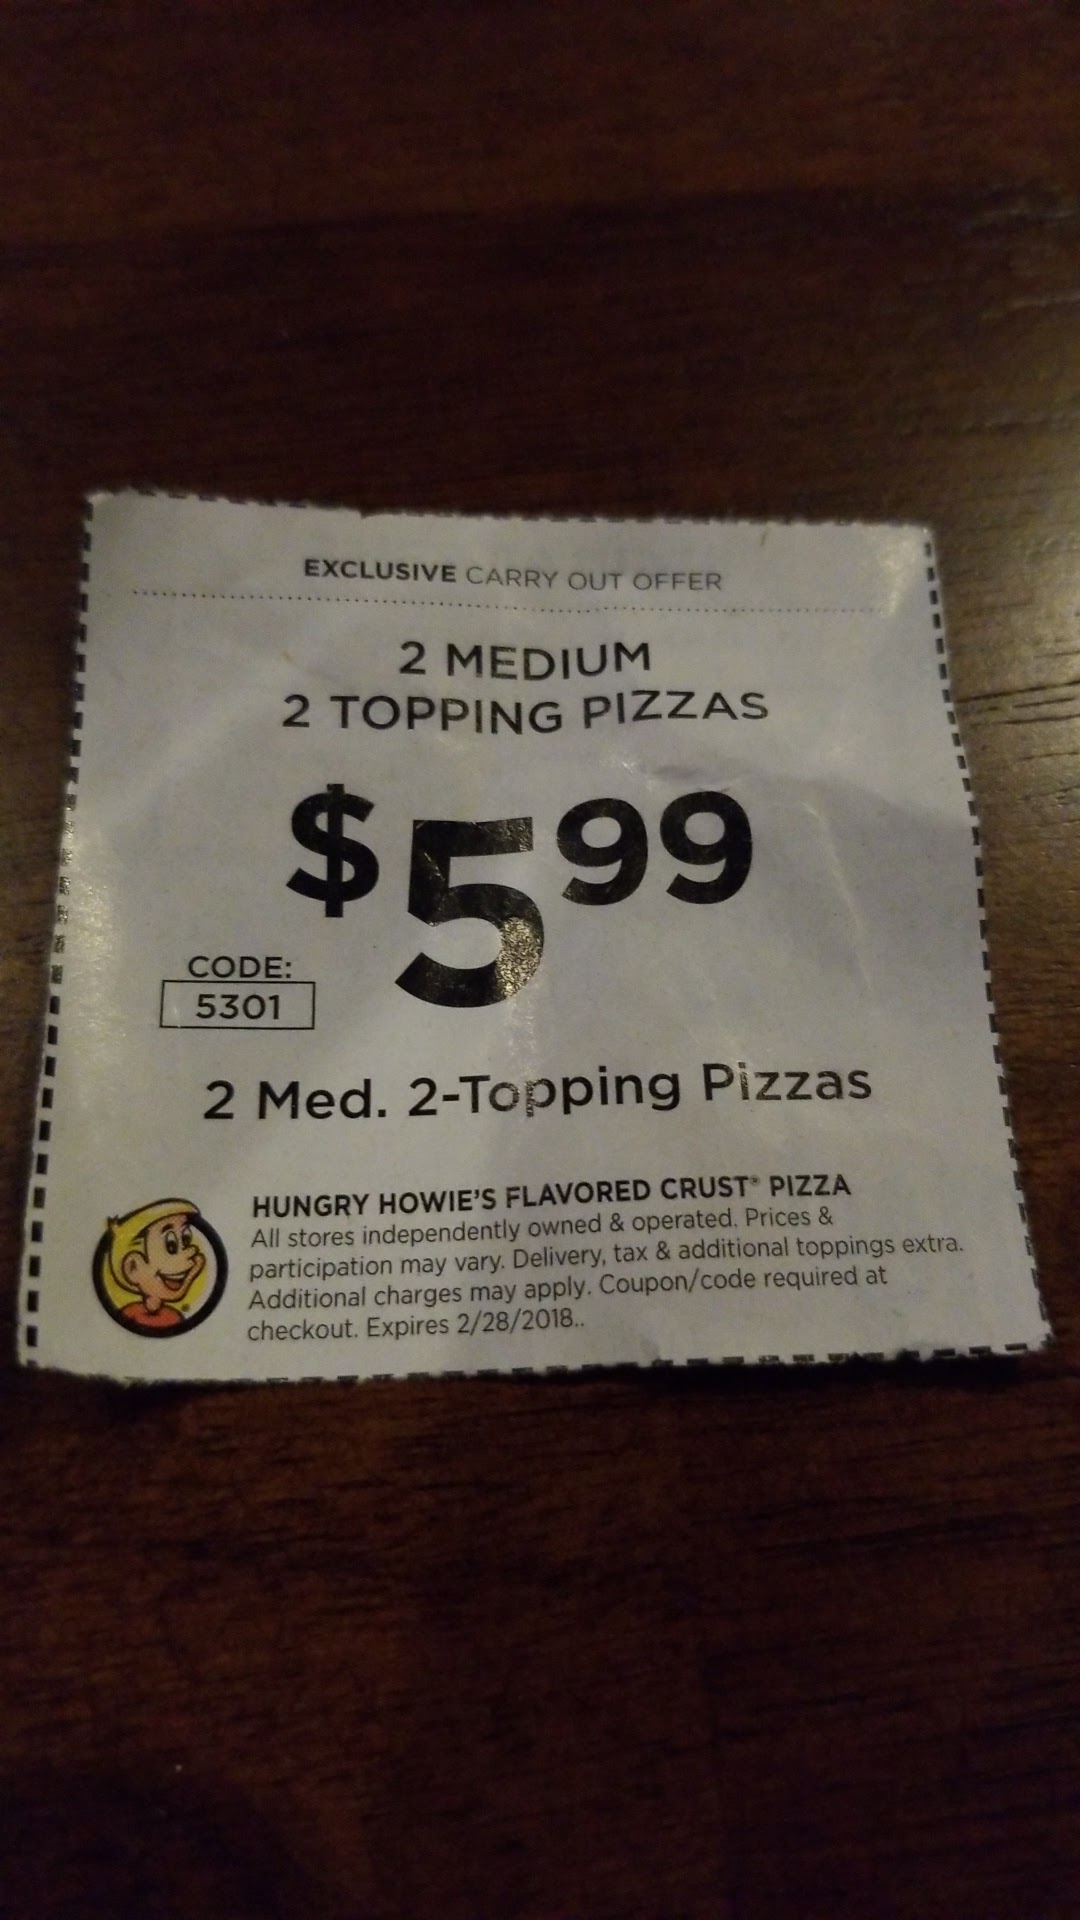 EXCLUSIVE CARRY OUT OFFER
2 MEDIUM
2 TOPPING PIZZAS
$5 99
CODE:
5301
2 Med. 2-Topping Pizzas
HUNGRY HOWIE'S FLAVORED CRUST® PIZZA
All stores independently owned & operated. Prices &
participation may vary. Delivery, tax & additional toppings extra.
Additional charges may apply. Coupon/code required at
checkout. Expires 2/28/2018..